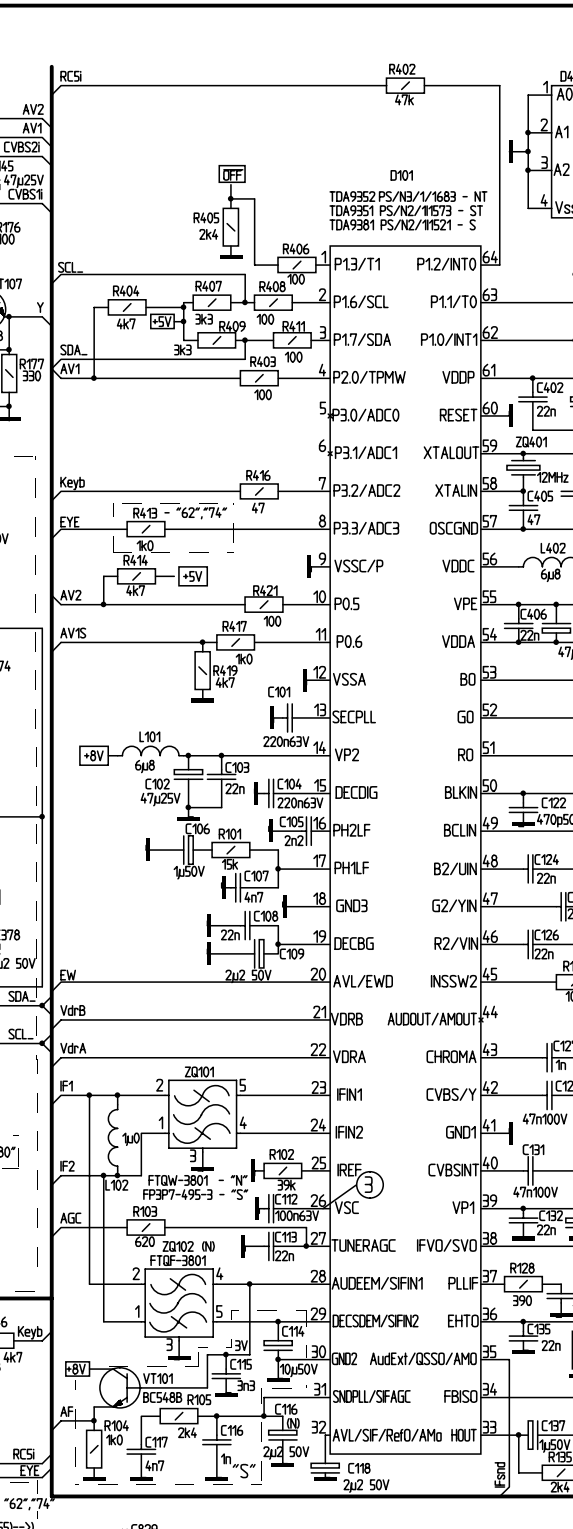 RC5i
R402
47k
AV2
AV1
CVBS2i
47µ25V
CVBS1i
R176
OFF
R405
2k4
D101
TDA9352 PS/N3/1/1683 - NT
TDA9351 PS/N2/1I1573 - ST
TDA9381 PS/N2/1I1521 - S
1 A0
2 A1
3 A2
4
R406
100
1 P1.3/T1 P1.2/INT0 64
SCL_
R404
4k7
R407
3k3
R408
100
2 P1.6/SCL P1.1/T0 63
+5V
Y
R409
3k3
R411
100
3 P1.7/SDA P1.0/INT1 62
SDA_
AV1
R177
330
R403
100
4 P2.0/TPMW VDDP 61
C402
22n
5 P3.0/ADC0 RESET 60
6 P3.1/ADC1 XTALOUT 59
ZQ401
12MHz
Keyb
R416
47
7 P3.2/ADC2 XTALIN 58
C405
47
EYE
R413 - "62","74"
1k0
8 P3.3/ADC3 OSCGND 57
R414
4k7
+5V
9 VSSC/P VDDC 56
L402
6µ8
AV2
R421
100
10 P0.5 VPE 55
C406
22n
AV1S
R417
1k0
R419
4k7
11 P0.6 VDDA 54
12 VSSA BO 53
C101
220n63V
13 SECPLL GO 52
+8V
L101
6µ8
14 VP2 RO 51
C102
47µ25V
C103
22n
C104
220n63V
15 DECDIG BLKIN 50
C122
C105
2n2
16 PH2LF BCLIN 49
C106
1µ50V
R101
15k
17 PH1LF B2/UIN 48
C124
22n
C107
4n7
18 GND3 G2/YIN 47
C108
22n
C109
2µ2 50V
19 DECBG R2/VIN 46
C126
22n
EW
20 AVL/EWD INSSW2 45
SDA_
VdrB
21 VDRB AUDOUT/AMOUT 44
SCL_
VdrA
22 VDRA CHROMA 43
1n
IF1
ZQ101
2 5
1 4
3
23 IFIN1 CVBS/Y 42
47n100V
1µ0
L102
24 IFIN2 GND1 41
IF2
FTQW-3801 - "N"
FP3P7-495-3 - "S"
R102
39k
25 IREF CVBSINT 40
C131
47n100V
3
C112
100n63V
26 VSC VP1 39
C132
22n
AGC
R103
620
C113
22n
27 TUNERAGC IFVO/SVO 38
ZQ102 (N)
FTQF-3801
2 4
1 5
3
28 AUDEEM/SIFIN1 PLLIF 37
R128
390
29 DECSDEM/SIFIN2 EHTO 36
C135
22n
C114
10µ50V
Keyb
4k7
3V
30 GND2 AudExt/QSSO/AMO 35
+8V
VT101
BC548B
C115
3n3
31 SNDPLL/SIFAGC FBISO 34
AF
R104
1k0
R105
2k4
C117
4n7
C116
1n
"S"
C116
(N)
2µ2 50V
32 AVL/SIF/RefO/AMo HOUT 33
C137
1µ50V
R135
2k4
C118
2µ2 50V
IFsnd
RC5i
EYE
"62","74"